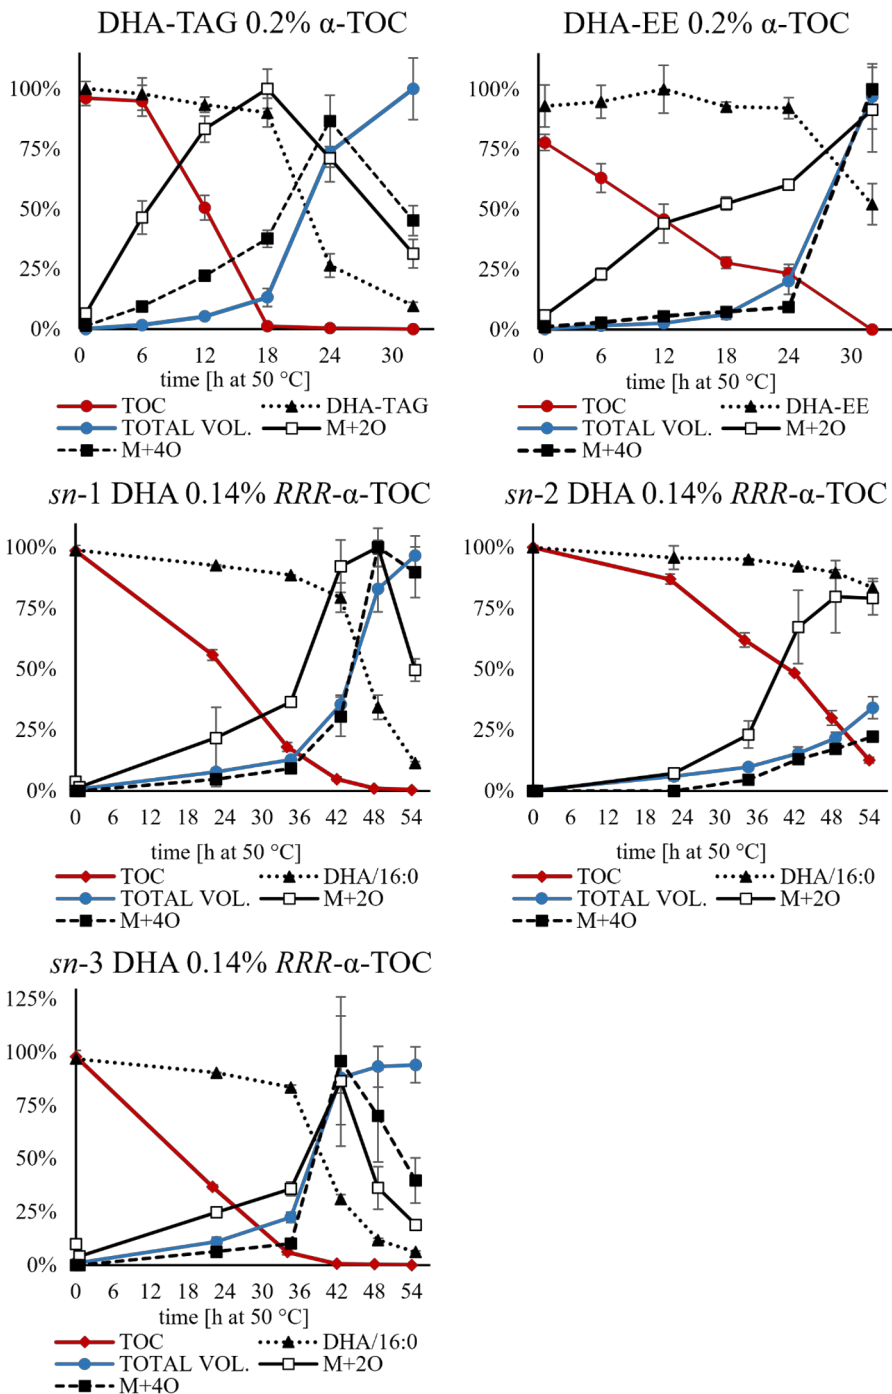 DHA-TAG 0.2% α-TOC
100%
75%
50%
25%
0%
0 6 12 18 24 30
time [h at 50 °C]
TOC DHA-TAG
TOTAL VOL. M+2O
M+4O
DHA-EE 0.2% α-TOC
100%
75%
50%
25%
0%
0 6 12 18 24 30
time [h at 50 °C]
TOC DHA-EE
TOTAL VOL. M+2O
M+4O
sn-1 DHA 0.14% RRR-α-TOC
100%
75%
50%
25%
0%
0 6 12 18 24 30 36 42 48 54
time [h at 50 °C]
TOC DHA/16:0
TOTAL VOL. M+2O
M+4O
sn-2 DHA 0.14% RRR-α-TOC
100%
75%
50%
25%
0%
0 6 12 18 24 30 36 42 48 54
time [h at 50 °C]
TOC DHA/16:0
TOTAL VOL. M+2O
M+4O
sn-3 DHA 0.14% RRR-α-TOC
125%
100%
75%
50%
25%
0%
0 6 12 18 24 30 36 42 48 54
time [h at 50 °C]
TOC DHA/16:0
TOTAL VOL. M+2O
M+4O